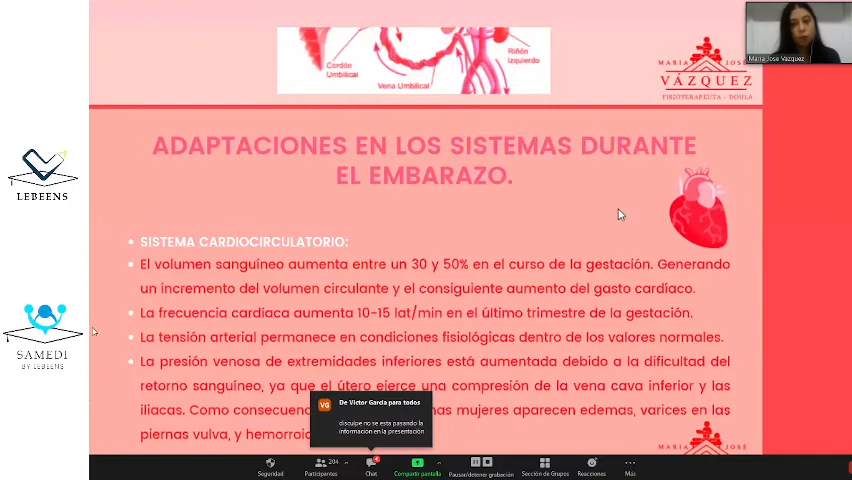 Cordón
Umbilical
Vena Umbilical
Riñón
Izquierdo
MARIA JOSE
VÁZQUEZ
FISIOTERAPEUTA - DOULA
Maria Jose Vazquez
ADAPTACIONES EN LOS SISTEMAS DURANTE
EL EMBARAZO.
LEBEENS
SAMEDI
BY LEBEENS
• SISTEMA CARDIOCIRCULATORIO:
• El volumen sanguíneo aumenta entre un 30 y 50% en el curso de la gestación. Generando
un incremento del volumen circulante y el consiguiente aumento del gasto cardíaco.
• La frecuencia cardíaca aumenta 10-15 lat/min en el último trimestre de la gestación.
• La tensión arterial permanece en condiciones fisiológicas dentro de los valores normales.
• La presión venosa de extremidades inferiores está aumentada debido a la dificultad del
retorno sanguíneo, ya que el útero ejerce una compresión de la vena cava inferior y las
iliacas. Como mujeres aparecen edemas, varices en las
piernas vulva, y
VG
De Victor Garcia para todos
disculpe no se esta pasando la
informacion en la presentación
MARIA JOSE
Seguridad
204
Participantes
4
Chat
Compartir pantalla
Pausar/detener grabación
Sección de Grupos
Reacciones
Más